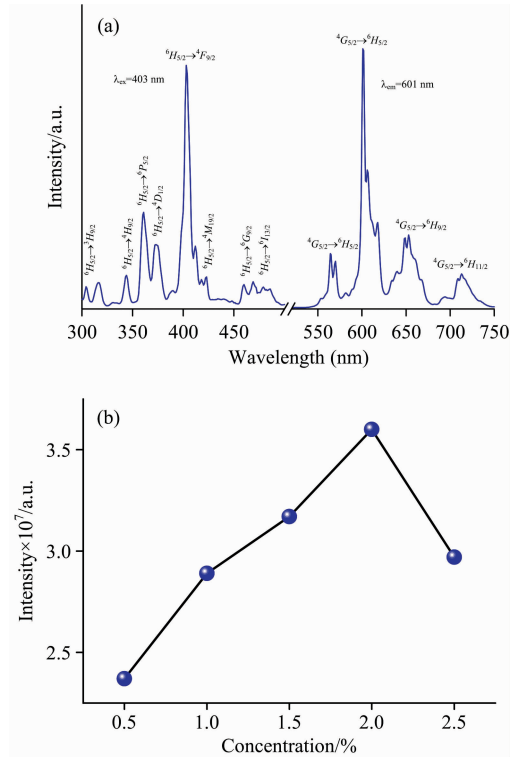 (a)
Intensity/a.u.
λex=403 nm
λem=601 nm
⁶H5/2→³H9/2
⁶H5/2→⁴H9/2
⁶H5/2→⁶P5/2
⁶H5/2→⁴D1/2
⁶H5/2→⁴F9/2
⁶H5/2→⁴M19/2
⁶H5/2→⁶G9/2
⁶H5/2→⁶I13/2
⁴G5/2→⁶H5/2
⁴G5/2→⁶H5/2
⁴G5/2→⁶H9/2
⁴G5/2→⁶H11/2
300 350 400 450 550 600 650 700 750
Wavelength (nm)
(b)
Intensity×10⁷/a.u.
3.5
3.0
2.5
0.5 1.0 1.5 2.0 2.5
Concentration/%